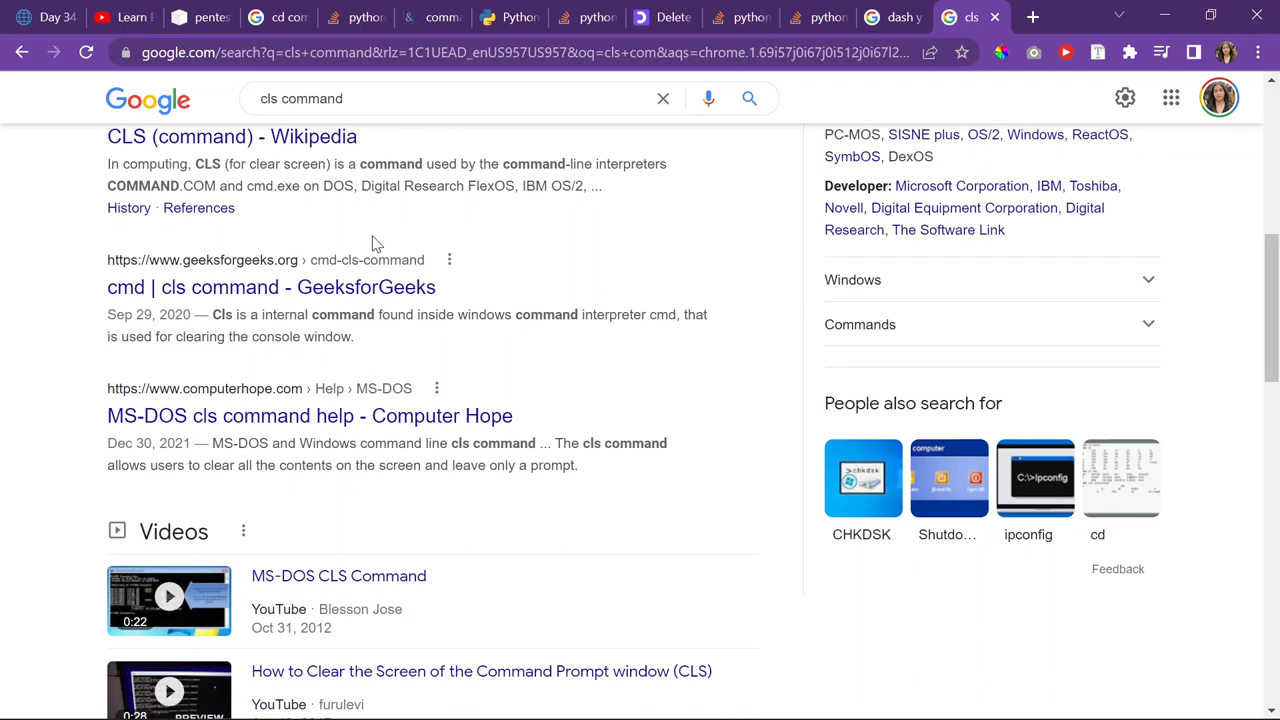 Day 34
Learn F
pentes
cd com
python
comm
Python
python
Delete
python
dash y
cls com
google.com/search?q=cls+command&rlz=1C1UEAD_enUS957US957&oq=cls+com&aqs=chrome.1.69i57j0i67j0i512j0i67l2...
Google
cls command
CLS (command) - Wikipedia
In computing, CLS (for clear screen) is a command used by the command-line interpreters
COMMAND.COM and cmd.exe on DOS, Digital Research FlexOS, IBM OS/2, ...
History · References
https://www.geeksforgeeks.org › cmd-cls-command
cmd | cls command - GeeksforGeeks
Sep 29, 2020 — Cls is a internal command found inside windows command interpreter cmd, that
is used for clearing the console window.
https://www.computerhope.com › Help › MS-DOS
MS-DOS cls command help - Computer Hope
Dec 30, 2021 — MS-DOS and Windows command line cls command ... The cls command
allows users to clear all the contents on the screen and leave only a prompt.
Videos
0:22
MS-DOS CLS Command
YouTube · Blesson Jose
Oct 31, 2012
0:28
PREVIEW
How to Clear the Screen of the Command Prompt window (CLS)
YouTube · furulevi
PC-MOS, SISNE plus, OS/2, Windows, ReactOS,
SymbOS, DexOS
Developer: Microsoft Corporation, IBM, Toshiba,
Novell, Digital Equipment Corporation, Digital
Research, The Software Link
Windows
Commands
People also search for
computer
C:\>Ipconfig
CHKDSK
Shutdo...
ipconfig
cd
Feedback